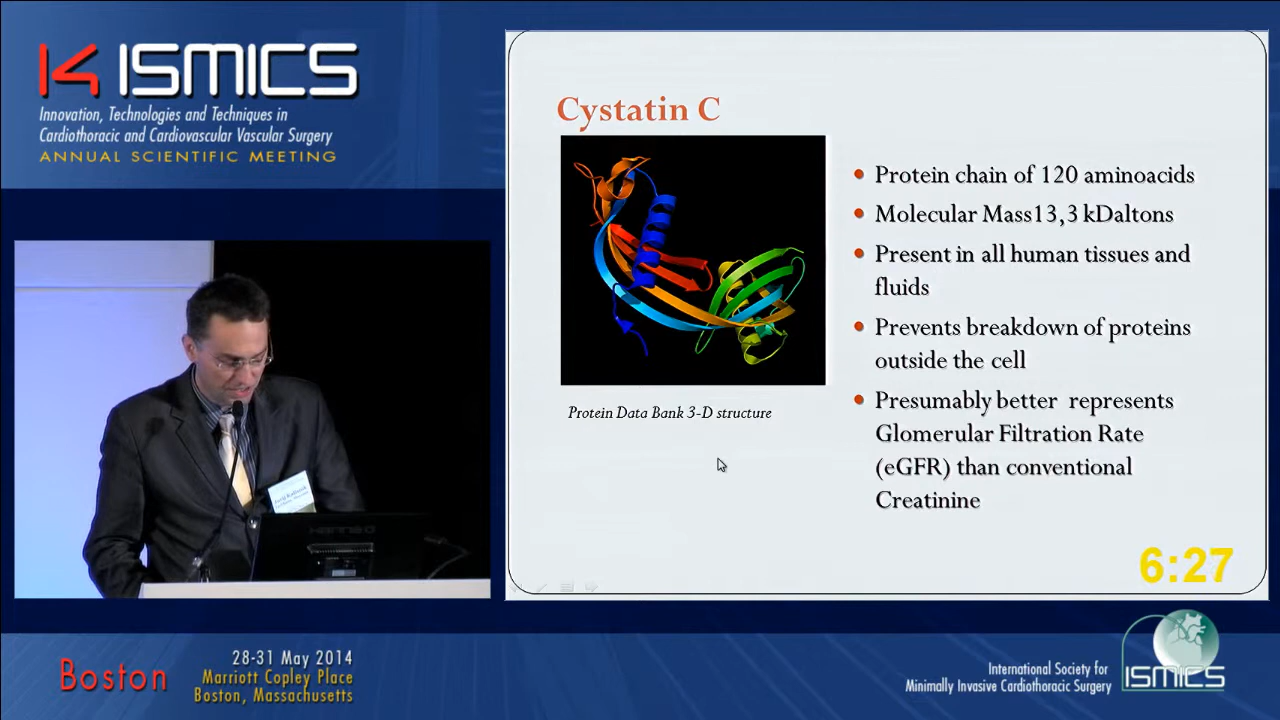 14 ISMICS
Innovation, Technologies and Techniques in
Cardiothoracic and Cardiovascular Vascular Surgery
ANNUAL SCIENTIFIC MEETING
Cystatin C
Protein Data Bank 3-D structure
• Protein chain of 120 aminoacids
• Molecular Mass13,3 kDaltons
• Present in all human tissues and
fluids
• Prevents breakdown of proteins
outside the cell
• Presumably better represents
Glomerular Filtration Rate
(eGFR) than conventional
Creatinine
6:27
Boston
28-31 May 2014
Marriott Copley Place
Boston, Massachusetts
International Society for
Minimally Invasive Cardiothoracic Surgery
ISMICS